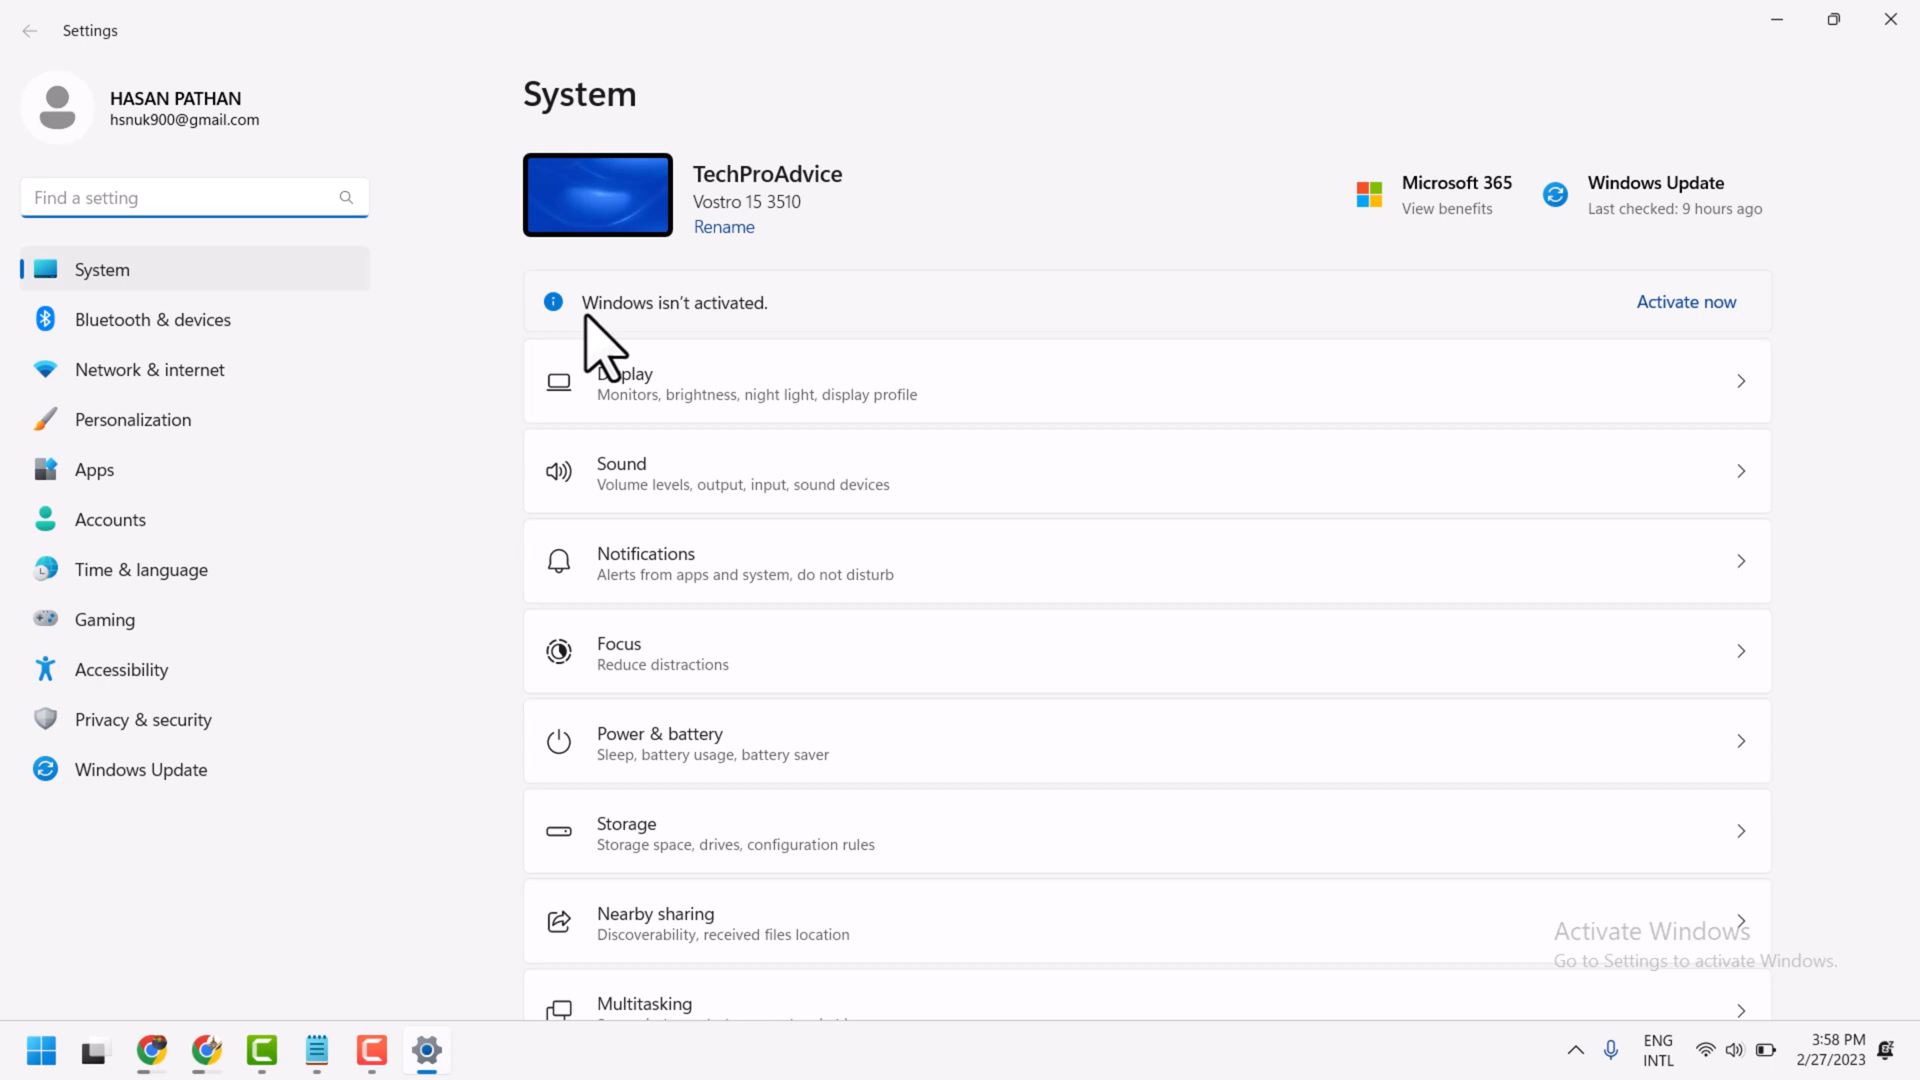 Settings
HASAN PATHAN
hsnuk900@gmail.com
Find a setting
System
Bluetooth & devices
Network & internet
Personalization
Apps
Accounts
Time & language
Gaming
Accessibility
Privacy & security
Windows Update
System
TechProAdvice
Vostro 15 3510
Rename
Microsoft 365
View benefits
Windows Update
Last checked: 9 hours ago
Windows isn't activated.
Activate now
Display
Monitors, brightness, night light, display profile
Sound
Volume levels, output, input, sound devices
Notifications
Alerts from apps and system, do not disturb
Focus
Reduce distractions
Power & battery
Sleep, battery usage, battery saver
Storage
Storage space, drives, configuration rules
Nearby sharing
Discoverability, received files location
Multitasking
Activate Windows
Go to Settings to activate Windows.
ENG
INTL
3:58 PM
2/27/2023